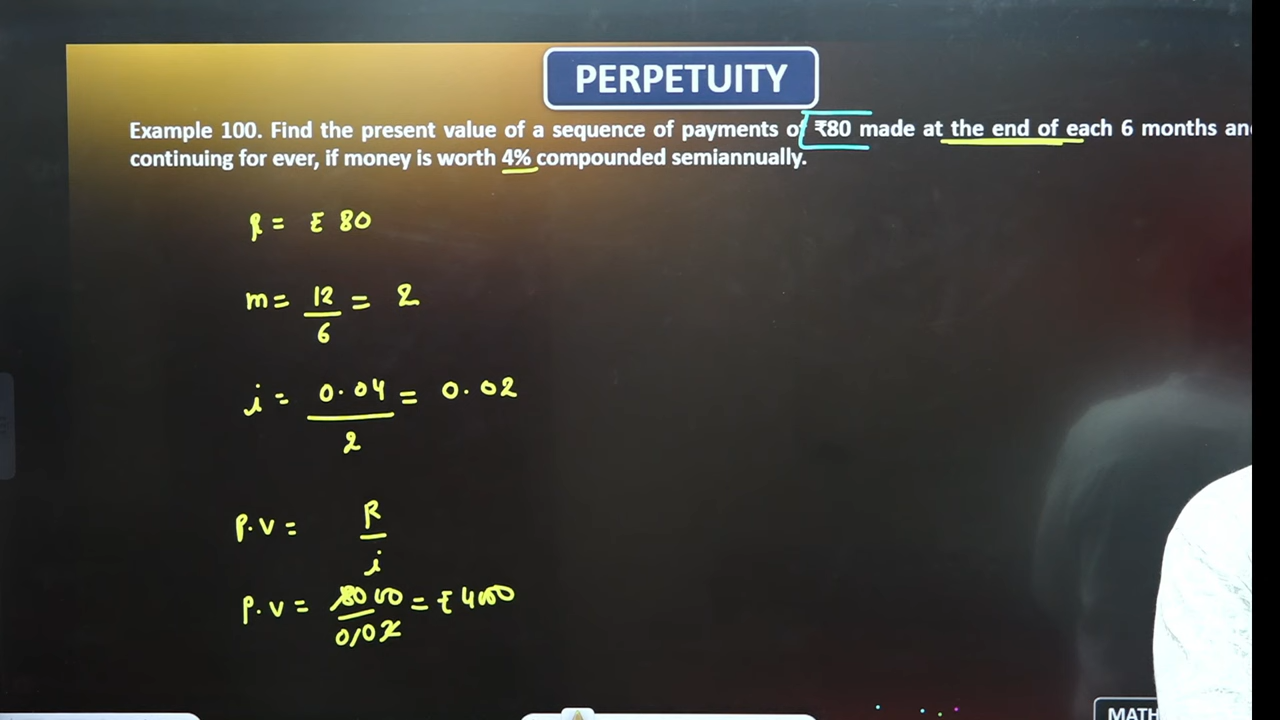 PERPETUITY
Example 100. Find the present value of a sequence of payments of ₹80 made at the end of each 6 months an
continuing for ever, if money is worth 4% compounded semiannually.
R = ₹ 80
m = 12/6 = 2
i = 0.04/2 = 0.02
P.V = R/i
P.V = 8000/0.02 = ₹ 4000
MATH